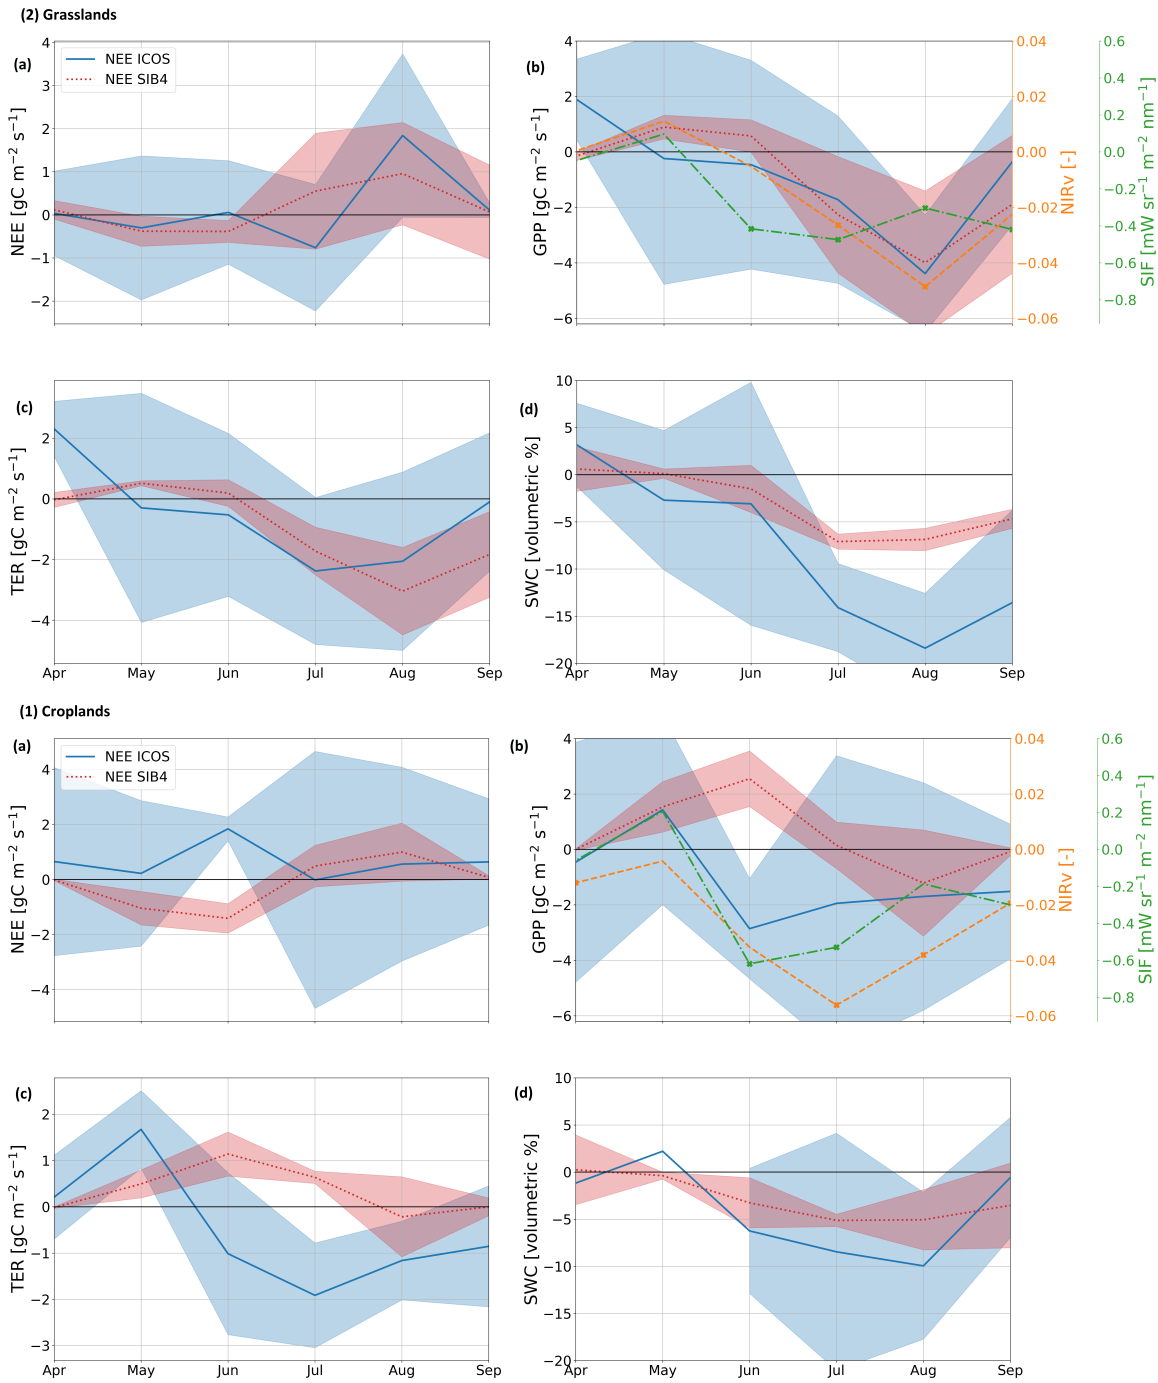 (2) Grasslands
(a)
NEE ICOS
NEE SIB4
NEE [gC m⁻² s⁻¹]
4
3
2
1
0
−1
−2
(b)
GPP [gC m⁻² s⁻¹]
4
2
0
−2
−4
−6
0.04
0.02
0.00
−0.02
−0.04
−0.06
NIRv [-]
0.6
0.4
0.2
0.0
−0.2
−0.4
−0.6
−0.8
SIF [mW sr⁻¹ m⁻² nm⁻¹]
(c)
TER [gC m⁻² s⁻¹]
2
0
−2
−4
Apr May Jun Jul Aug Sep
(d)
SWC [volumetric %]
10
5
0
−5
−10
−15
−20
Apr May Jun Jul Aug Sep
(1) Croplands
(a)
NEE ICOS
NEE SIB4
NEE [gC m⁻² s⁻¹]
4
2
0
−2
−4
(b)
GPP [gC m⁻² s⁻¹]
4
2
0
−2
−4
−6
0.04
0.02
0.00
−0.02
−0.04
−0.06
NIRv [-]
0.6
0.4
0.2
0.0
−0.2
−0.4
−0.6
−0.8
SIF [mW sr⁻¹ m⁻² nm⁻¹]
(c)
TER [gC m⁻² s⁻¹]
2
1
0
−1
−2
−3
Apr May Jun Jul Aug Sep
(d)
SWC [volumetric %]
10
5
0
−5
−10
−15
−20
Apr May Jun Jul Aug Sep